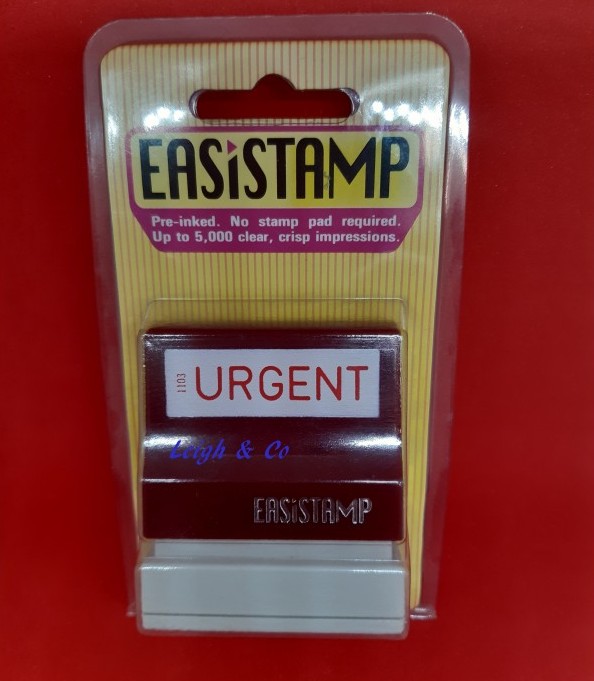 EASiSTAMP
Pre-inked. No stamp pad required.
Up to 5,000 clear, crisp impressions.
1103
URGENT
Leigh & Co
EASiSTAMP